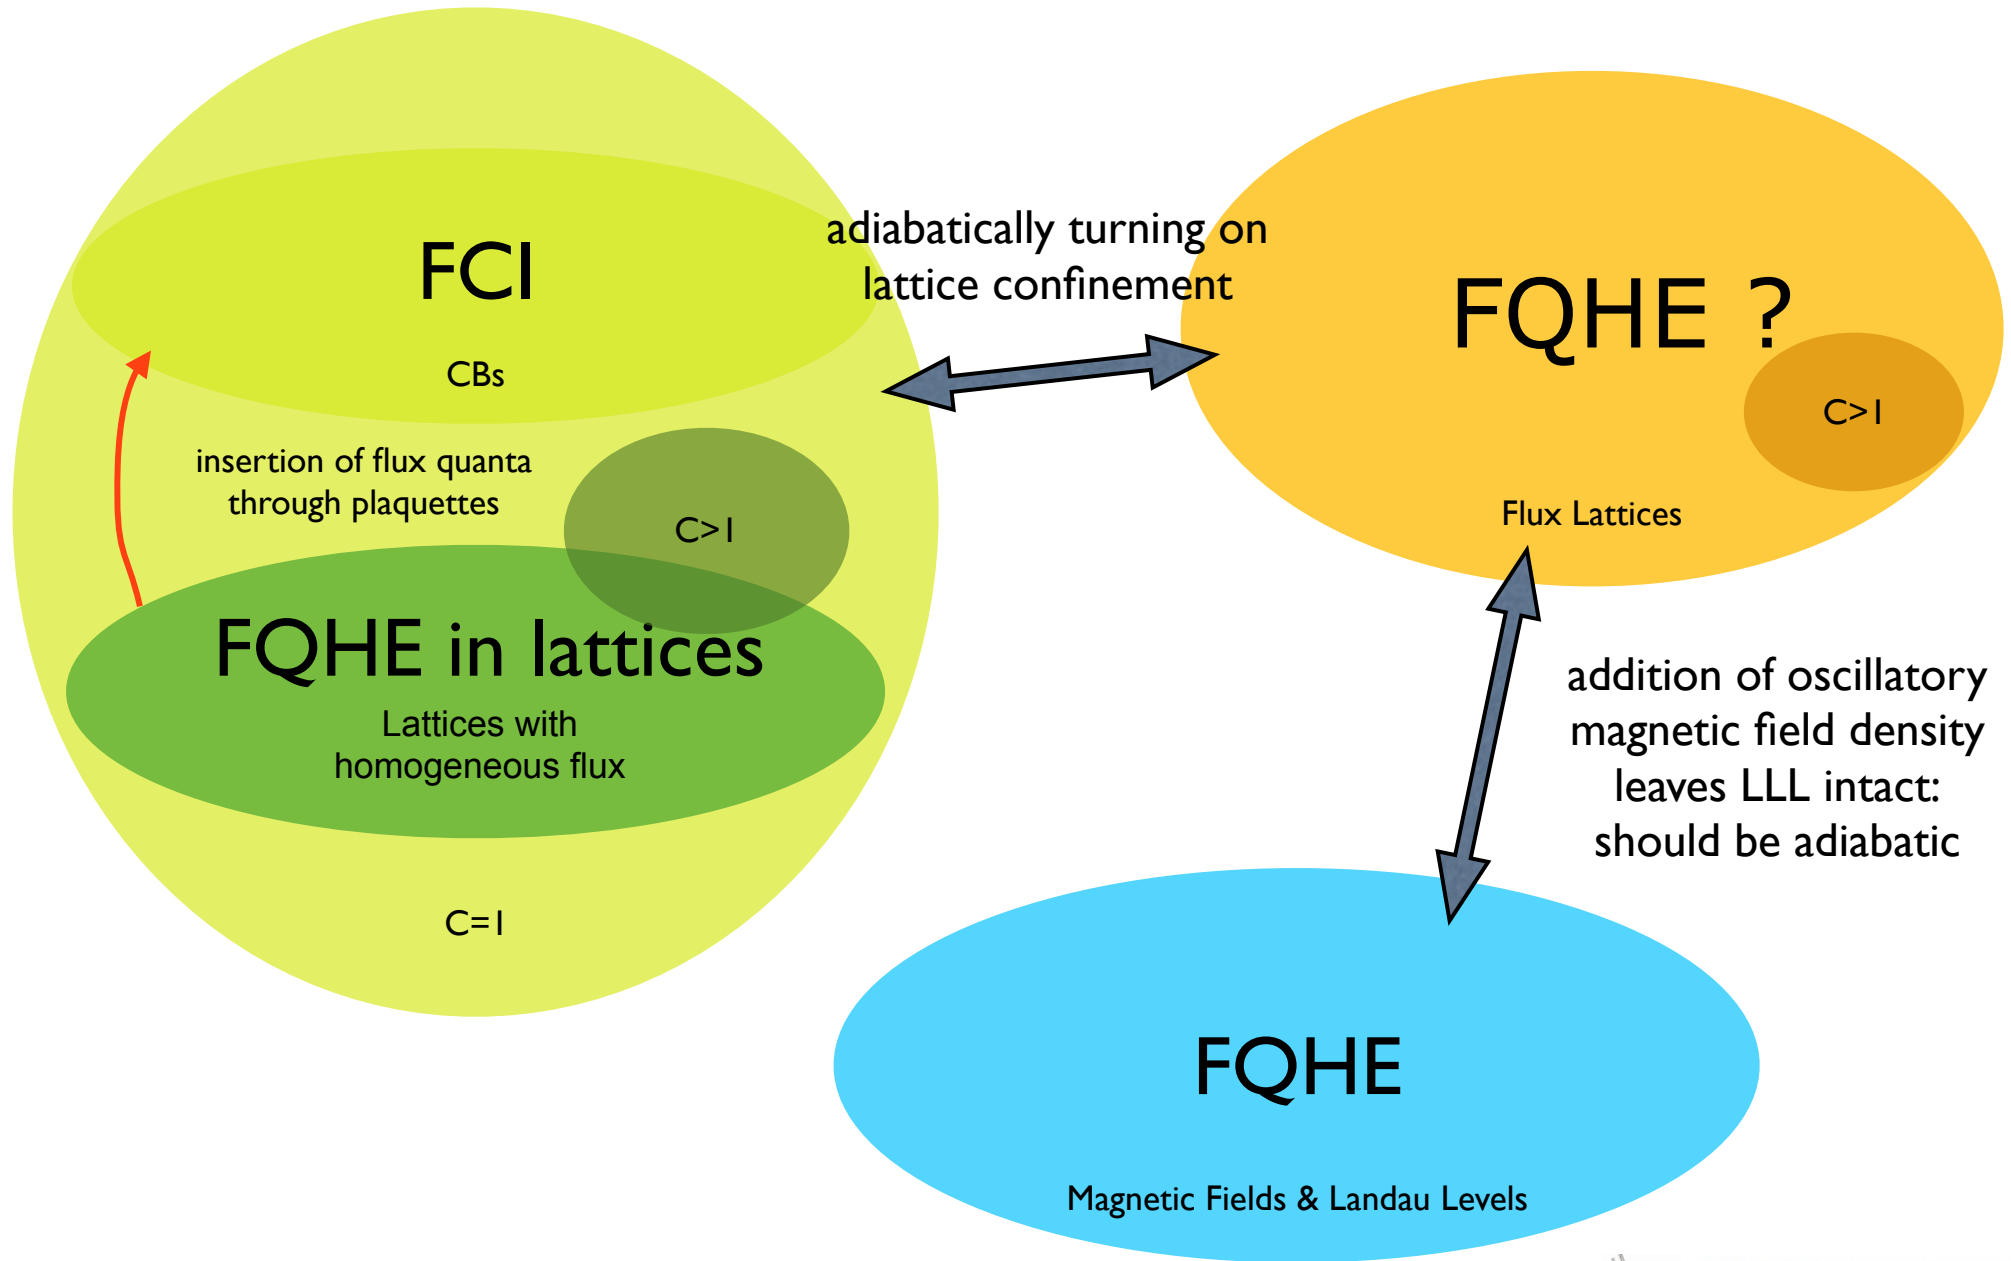 FCI
CBs
insertion of flux quanta
through plaquettes
C>1
FQHE in lattices
Lattices with
homogeneous flux
C=1
adiabatically turning on
lattice confinement
FQHE ?
C>1
Flux Lattices
addition of oscillatory
magnetic field density
leaves LLL intact:
should be adiabatic
FQHE
Magnetic Fields & Landau Levels